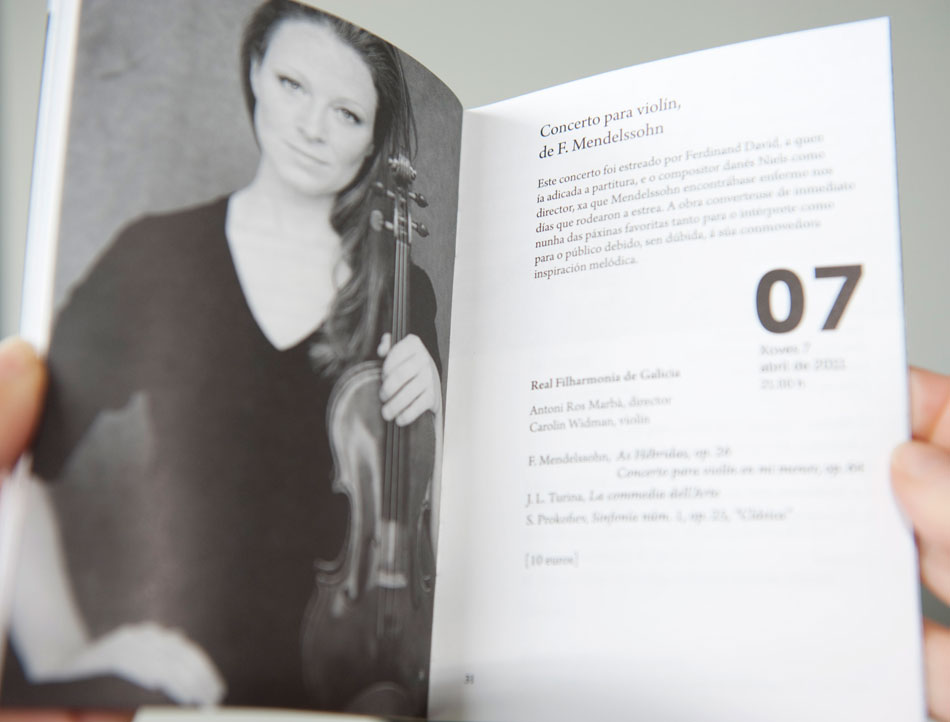 Concerto para violín,
de F. Mendelssohn
Este concerto foi estreado por Ferdinand David, a quen
ía adicada a partitura, e o compositor danés Niels como
director, xa que Mendelssohn encontrábase enfermo nos
días que rodearon a estrea. A obra converteuse de inmediato
nunha das páxinas favoritas tanto para o intérprete como
para o público debido, sen dúbida, á súa conmovedora
inspiración melódica.
07
Xoves 7
abril de 2011
21,00 h
Real Filharmonía de Galicia
Antoni Ros Marbà, director
Carolin Widman, violín
F. Mendelssohn, As Híbridas, op. 26
Concerto para violín en mi menor, op.
J. L. Turina, La commedia dell'Arte
S. Prokofiev, Sinfonía núm. 1, op. 25, "Clásica"
[10 euros]
31